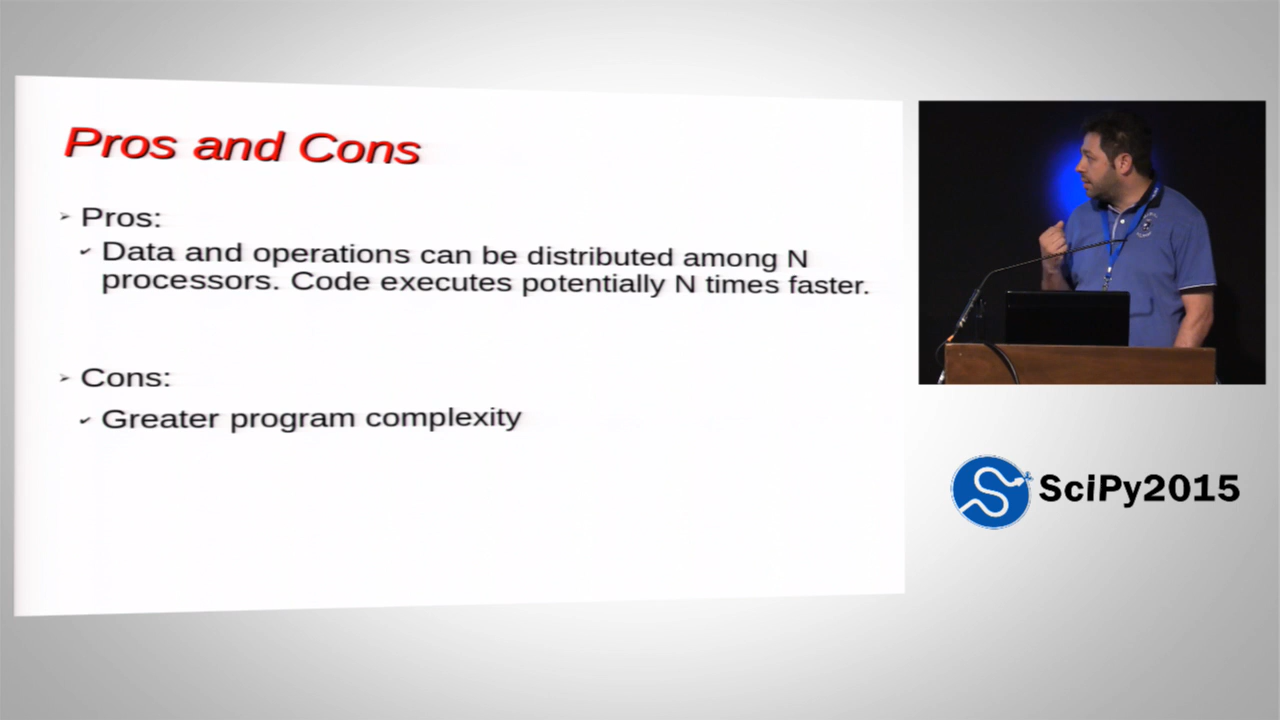 Pros and Cons
➢ Pros:
✔ Data and operations can be distributed among N
processors. Code executes potentially N times faster.
➢ Cons:
✔ Greater program complexity
SciPy2015